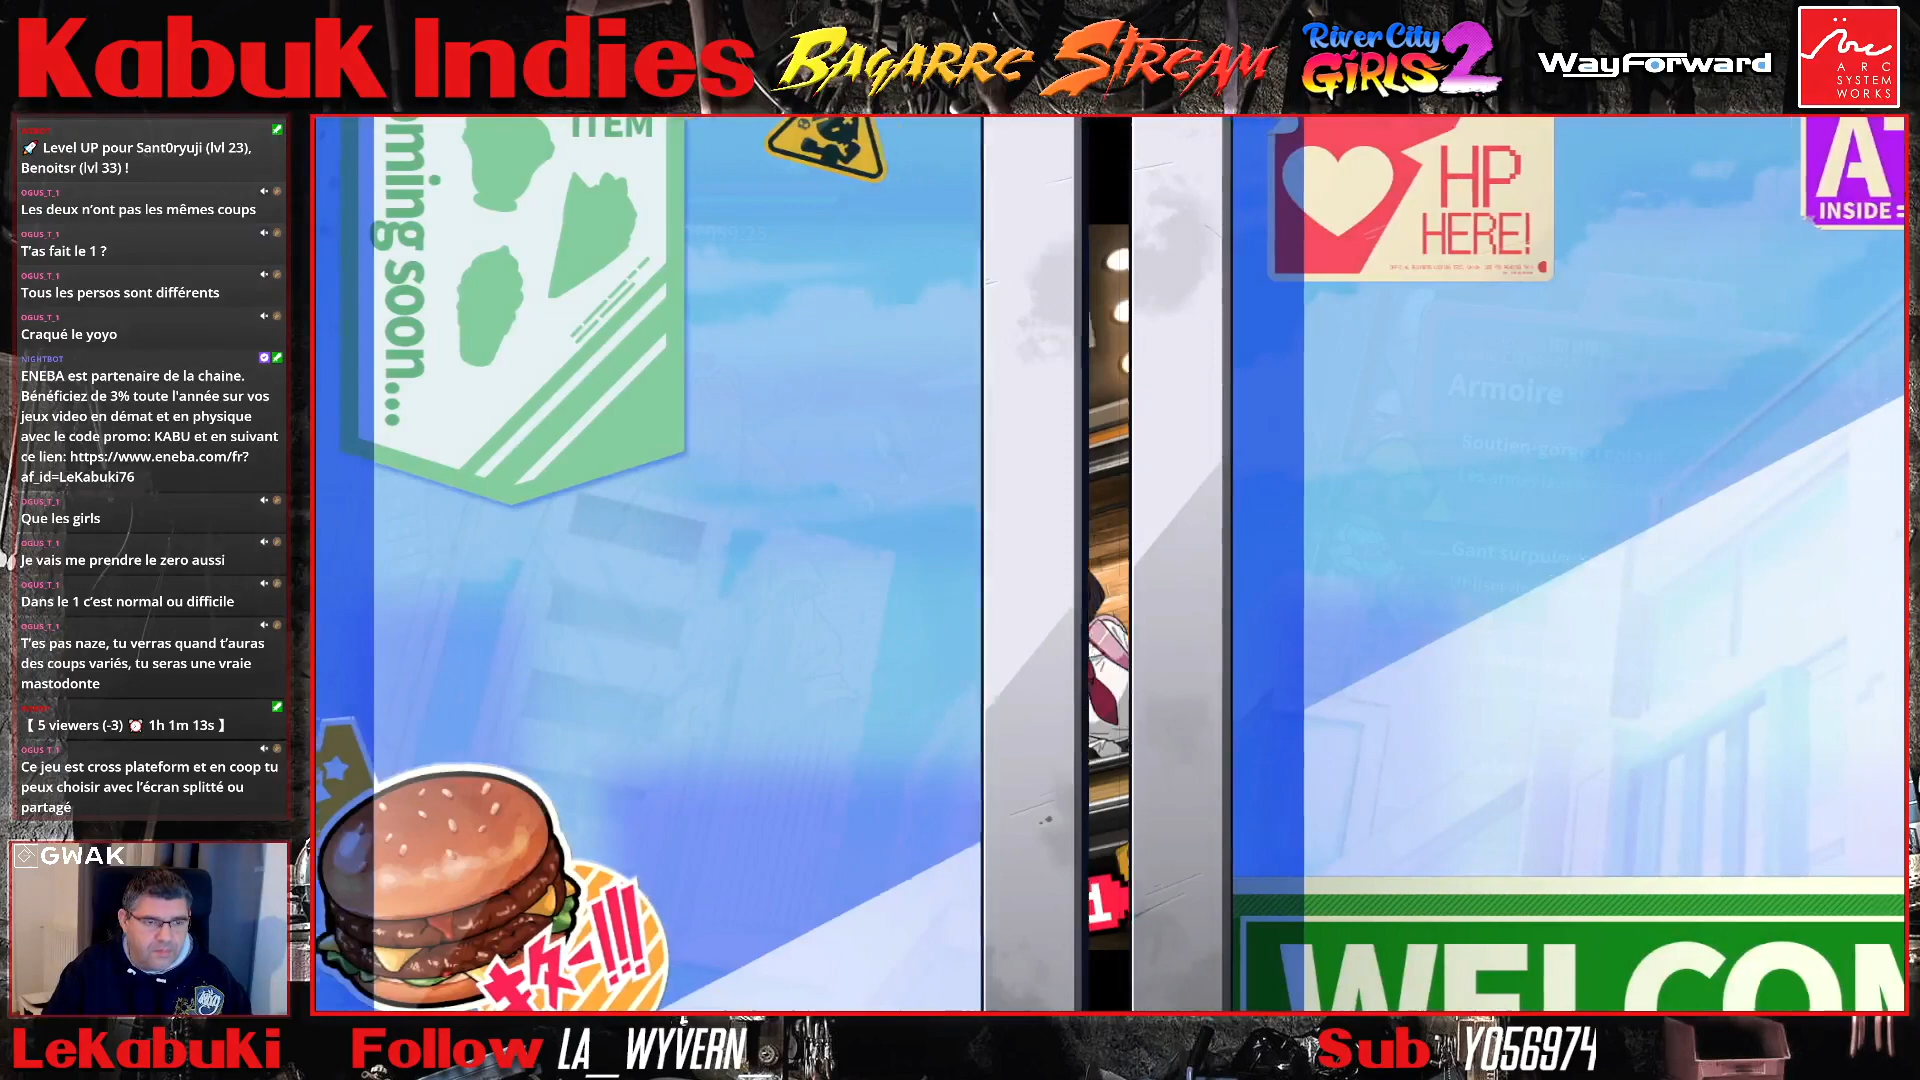 Kabuk Indies
Bagarre Stream
River City Girls 2
WayForward
ARC
SYSTEM
WORKS
🚀 Level UP pour Sant0ryuji (lvl 23),
Benoitsr (lvl 33) !
OGUS_T_1
Les deux n’ont pas les mêmes coups
OGUS_T_1
T’as fait le 1 ?
OGUS_T_1
Tous les persos sont différents
OGUS_T_1
Craqué le yoyo
NIGHTBOT
ENEBA est partenaire de la chaine.
Bénéficiez de 3% toute l'année sur vos
jeux video en démat et en physique
avec le code promo: KABU et en suivant
ce lien: https://www.eneba.com/fr?
af_id=LeKabuki76
OGUS_T_1
Que les girls
OGUS_T_1
Je vais me prendre le zero aussi
OGUS_T_1
Dans le 1 c’est normal ou difficile
OGUS_T_1
T’es pas naze, tu verras quand t’auras
des coups variés, tu seras une vraie
mastodonte
【 5 viewers (-3) ⏰ 1h 1m 13s 】
OGUS_T_1
Ce jeu est cross plateform et en coop tu
peux choisir avec l’écran splitté ou
partagé
ITEM
oming soon...
HP
HERE!
A
INSIDE
Armoire
キター!!!
1
WELCOM
GWAK
LeKabuki
Follow LA__WYVERN_
Sub YO56974